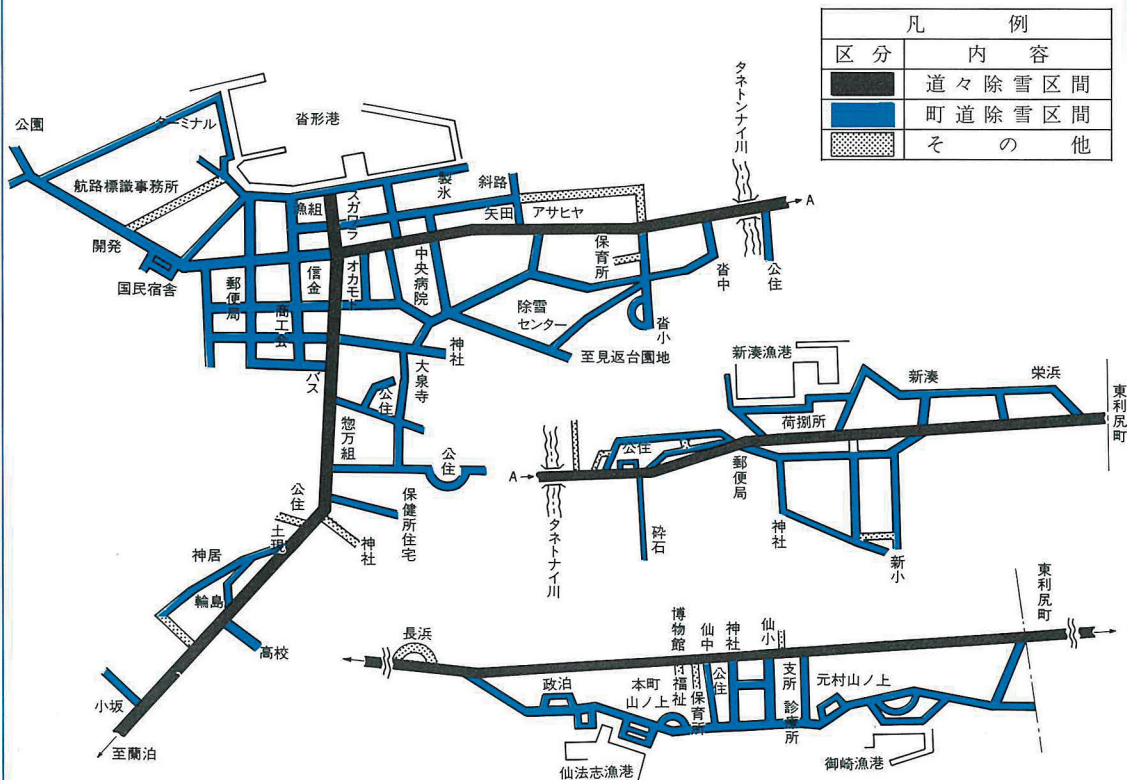 凡例
区分 内容
道々除雪区間
町道除雪区間
その他
公園
ターミナル
沓形港
航路標識事務所
開発
国民宿舎
漁組
スガワラ
製氷
斜路
矢田
アサヒヤ
タネトンナイ川
A
保育所
沓中
公住
郵便局
信金
オカモト
中央病院
商工会
除雪センター
沓小
至見返台園地
神社
バス
大泉寺
公住
惣万組
公住
保健所住宅
公住
土現
神社
神居
輪島
高校
小坂
至蘭泊
新湊漁港
新湊
栄浜
東利尻町
荷捌所
公住
郵便局
A
タネトナイ川
砕石
神社
新小
長浜
博物館
仙中
神社
仙小
東利尻町
政泊
本町山ノ上
福祉
保育所
公住
支所
診療所
元村山ノ上
仙法志漁港
御崎漁港